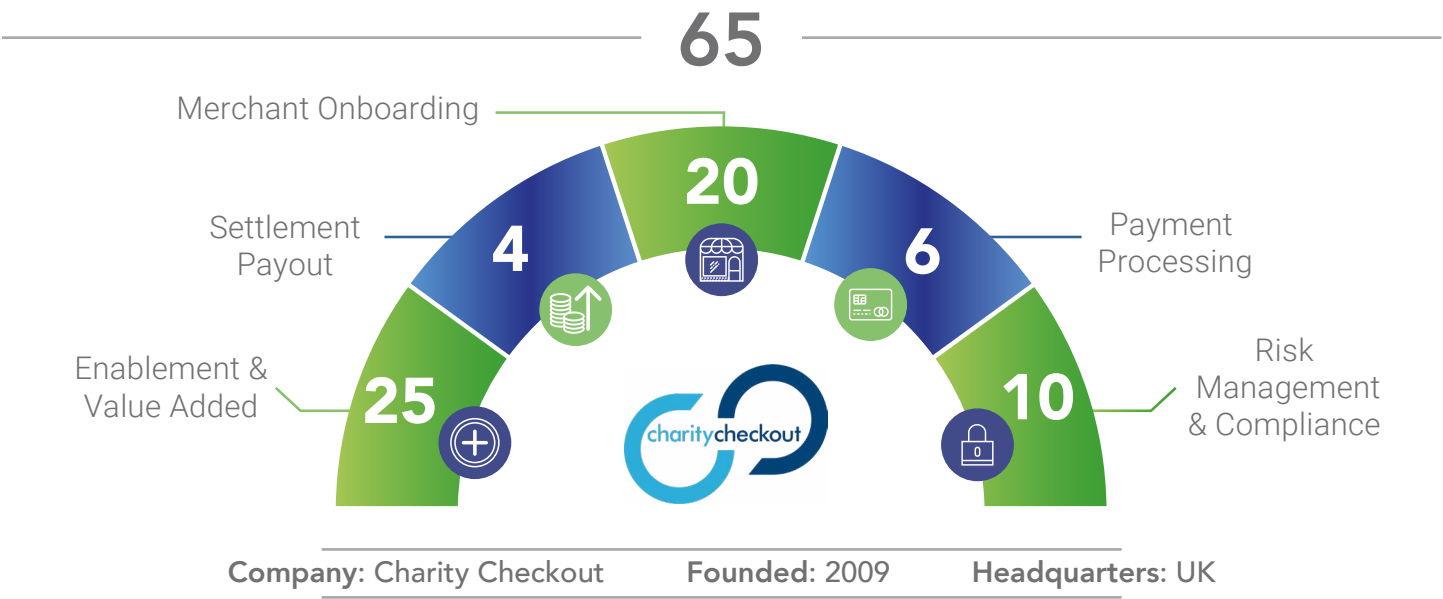 65
Merchant Onboarding
20
Settlement
Payout
4
6
Payment
Processing
Enablement &
Value Added
25
10
Risk
Management
& Compliance
charitycheckout
Company: Charity Checkout Founded: 2009 Headquarters: UK